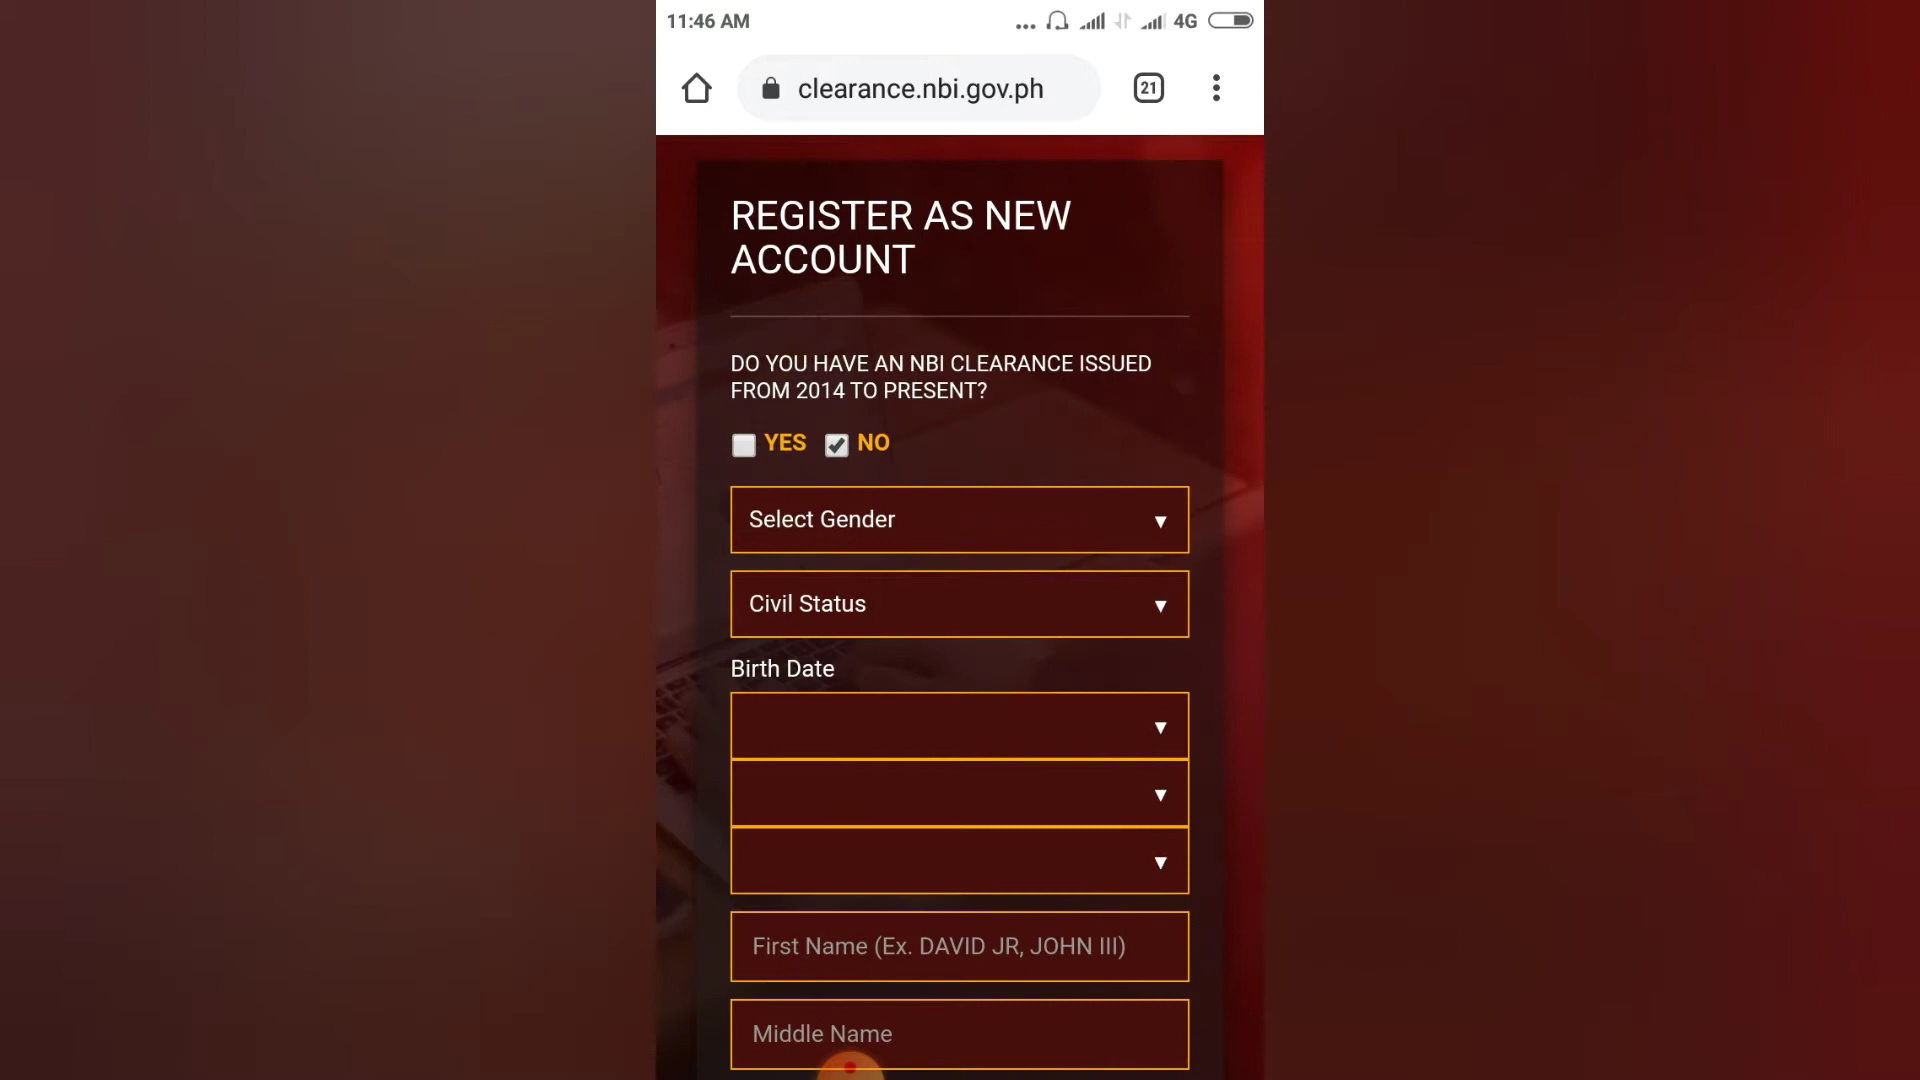 11:46 AM
4G
clearance.nbi.gov.ph
21
REGISTER AS NEW
ACCOUNT
DO YOU HAVE AN NBI CLEARANCE ISSUED
FROM 2014 TO PRESENT?
YES NO
Select Gender
Civil Status
Birth Date
First Name (Ex. DAVID JR, JOHN III)
Middle Name